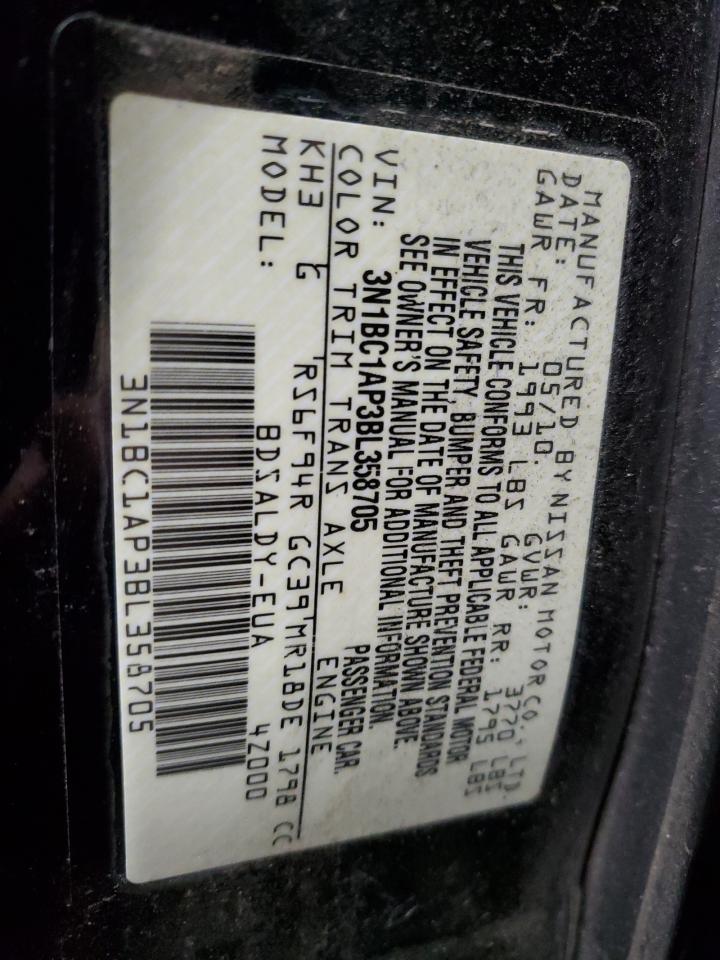 MANUFACTURED BY NISSAN MOTOR CO., LTD.
DATE: 05/10. GVWR: 3770 LBS
GAWR FR: 1993 LBS GAWR RR: 1795 LBS
THIS VEHICLE CONFORMS TO ALL APPLICABLE FEDERAL MOTOR
VEHICLE SAFETY, BUMPER AND THEFT PREVENTION STANDARDS
IN EFFECT ON THE DATE OF MANUFACTURE SHOWN ABOVE.
SEE OWNER'S MANUAL FOR ADDITIONAL INFORMATION.
VIN: 3N1BC1AP3BL358705 PASSENGER CAR.
COLOR TRIM TRANS AXLE ENGINE
KH3 G RS6F94R GC39 MR18DE 1798 CC
MODEL: BDSALDY-EUA 4Z000
3N1BC1AP3BL358705